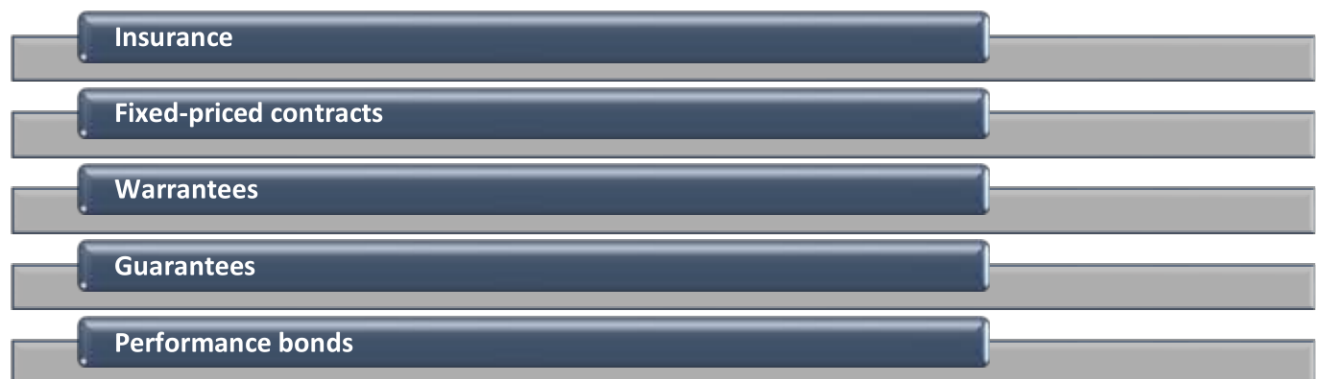 Insurance
Fixed-priced contracts
Warrantees
Guarantees
Performance bonds